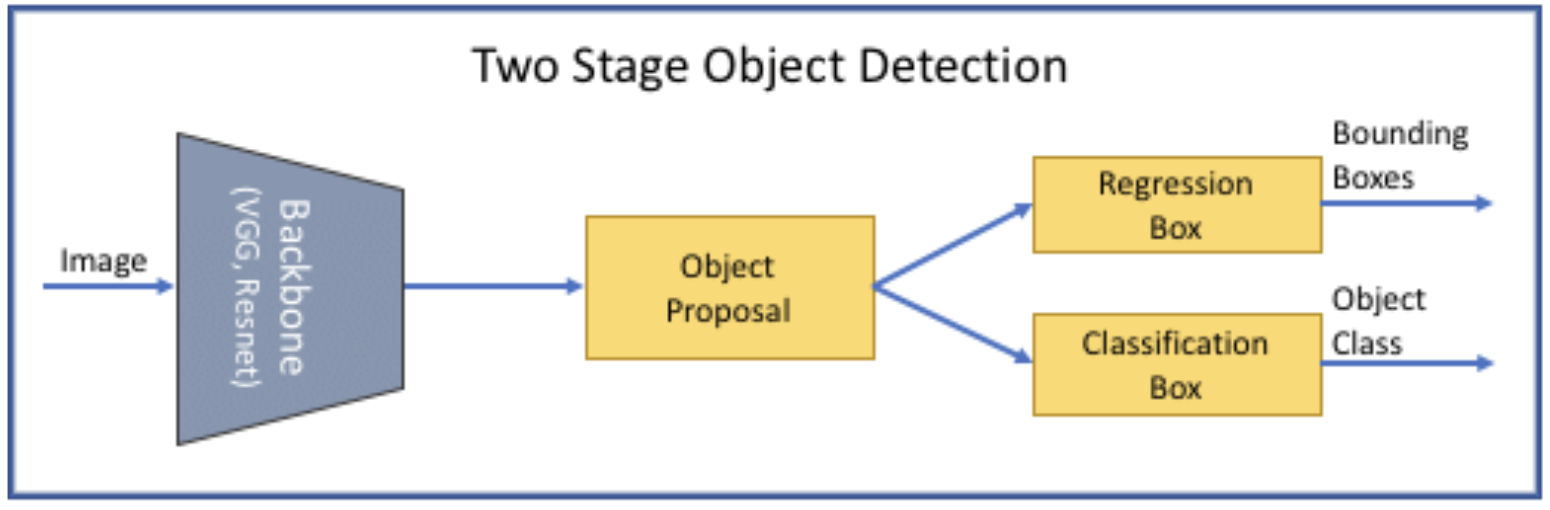 Two Stage Object Detection
Image
Backbone
(VGG, Resnet)
Object
Proposal
Regression
Box
Bounding
Boxes
Classification
Box
Object
Class